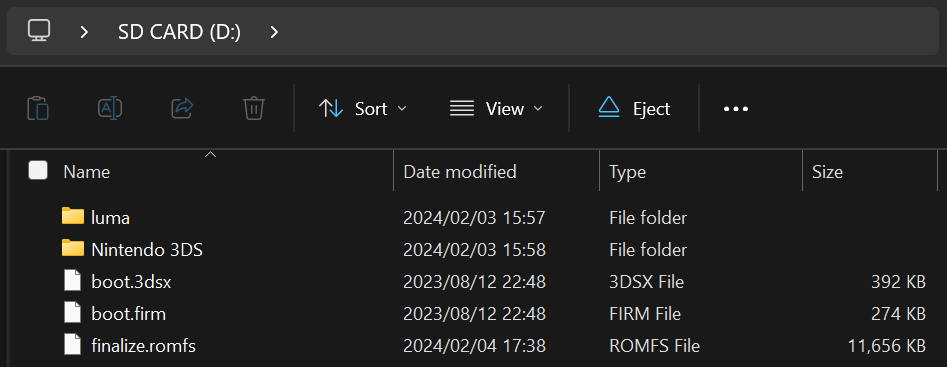 SD CARD (D:)
Sort View Eject
Name Date modified Type Size
luma 2024/02/03 15:57 File folder
Nintendo 3DS 2024/02/03 15:58 File folder
boot.3dsx 2023/08/12 22:48 3DSX File 392 KB
boot.firm 2023/08/12 22:48 FIRM File 274 KB
finalize.romfs 2024/02/04 17:38 ROMFS File 11,656 KB